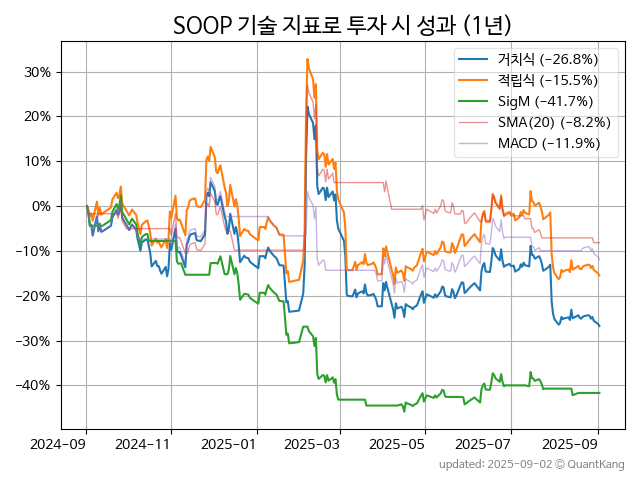 SOOP 기술 지표로 투자 시 성과 (1년)
거치식 (−26.8%)
적립식 (−15.5%)
SigM (−41.7%)
SMA(20) (−8.2%)
MACD (−11.9%)
30%
20%
10%
0%
−10%
−20%
−30%
−40%
2024-09 2024-11 2025-01 2025-03 2025-05 2025-07 2025-09
updated: 2025-09-02 © QuantKang